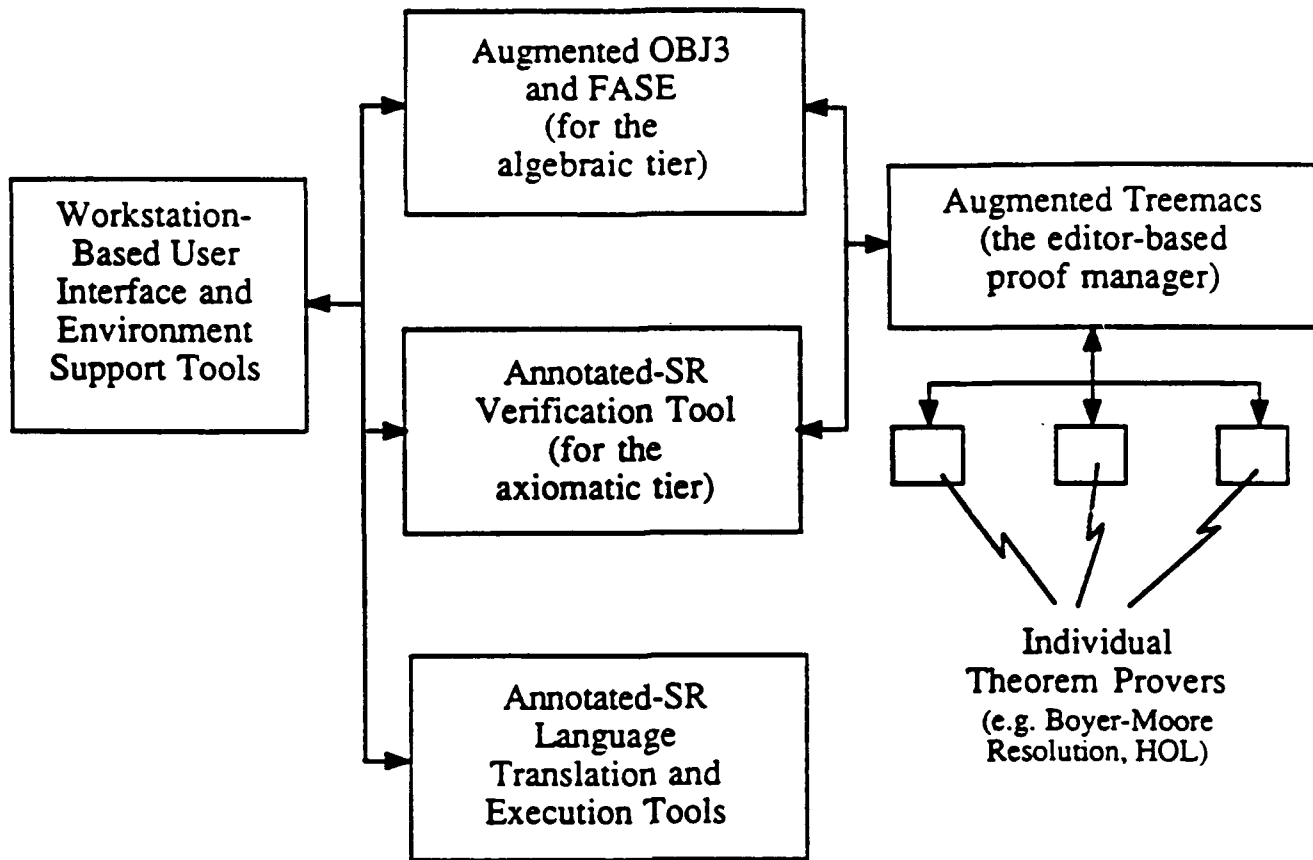 Augmented OBJ3
and FASE
(for the
algebraic tier)
Workstation-
Based User
Interface and
Environment
Support Tools
Augmented Treemacs
(the editor-based
proof manager)
Annotated-SR
Verification Tool
(for the
axiomatic tier)
Individual
Theorem Provers
(e.g. Boyer-Moore
Resolution, HOL)
Annotated-SR
Language
Translation and
Execution Tools